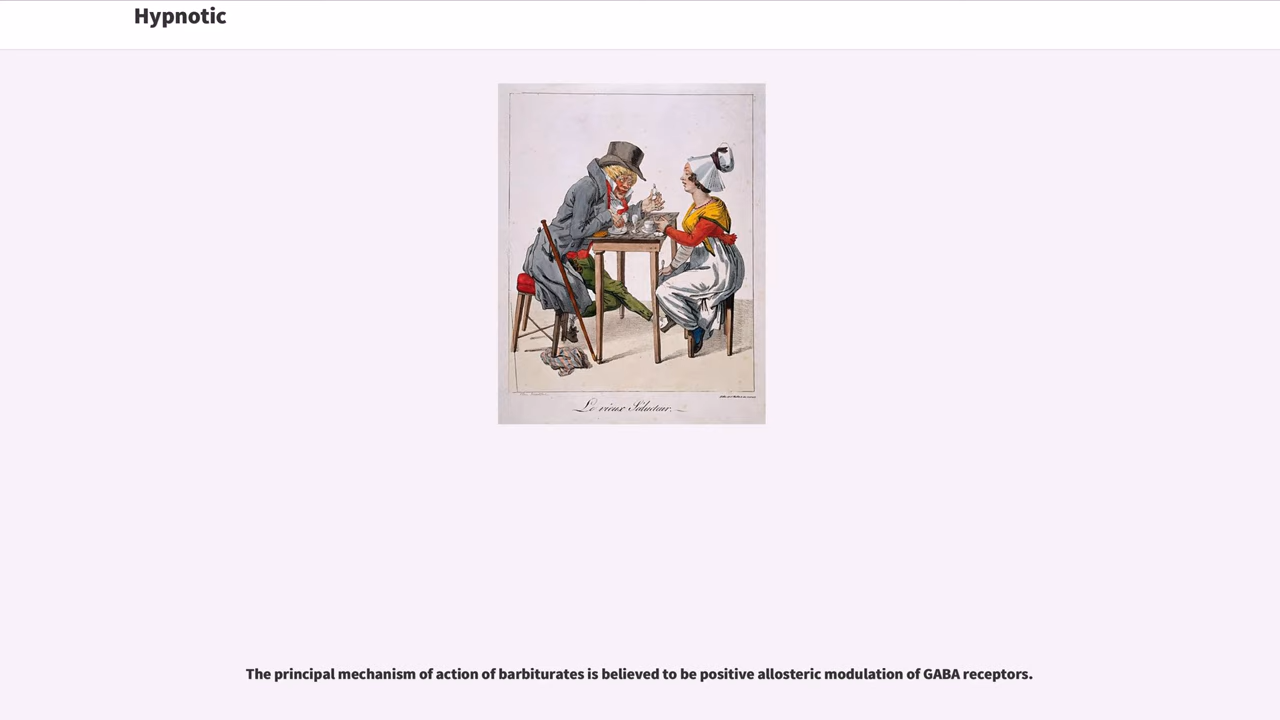 Hypnotic
Le vieux Séducteur.
The principal mechanism of action of barbiturates is believed to be positive allosteric modulation of GABA receptors.